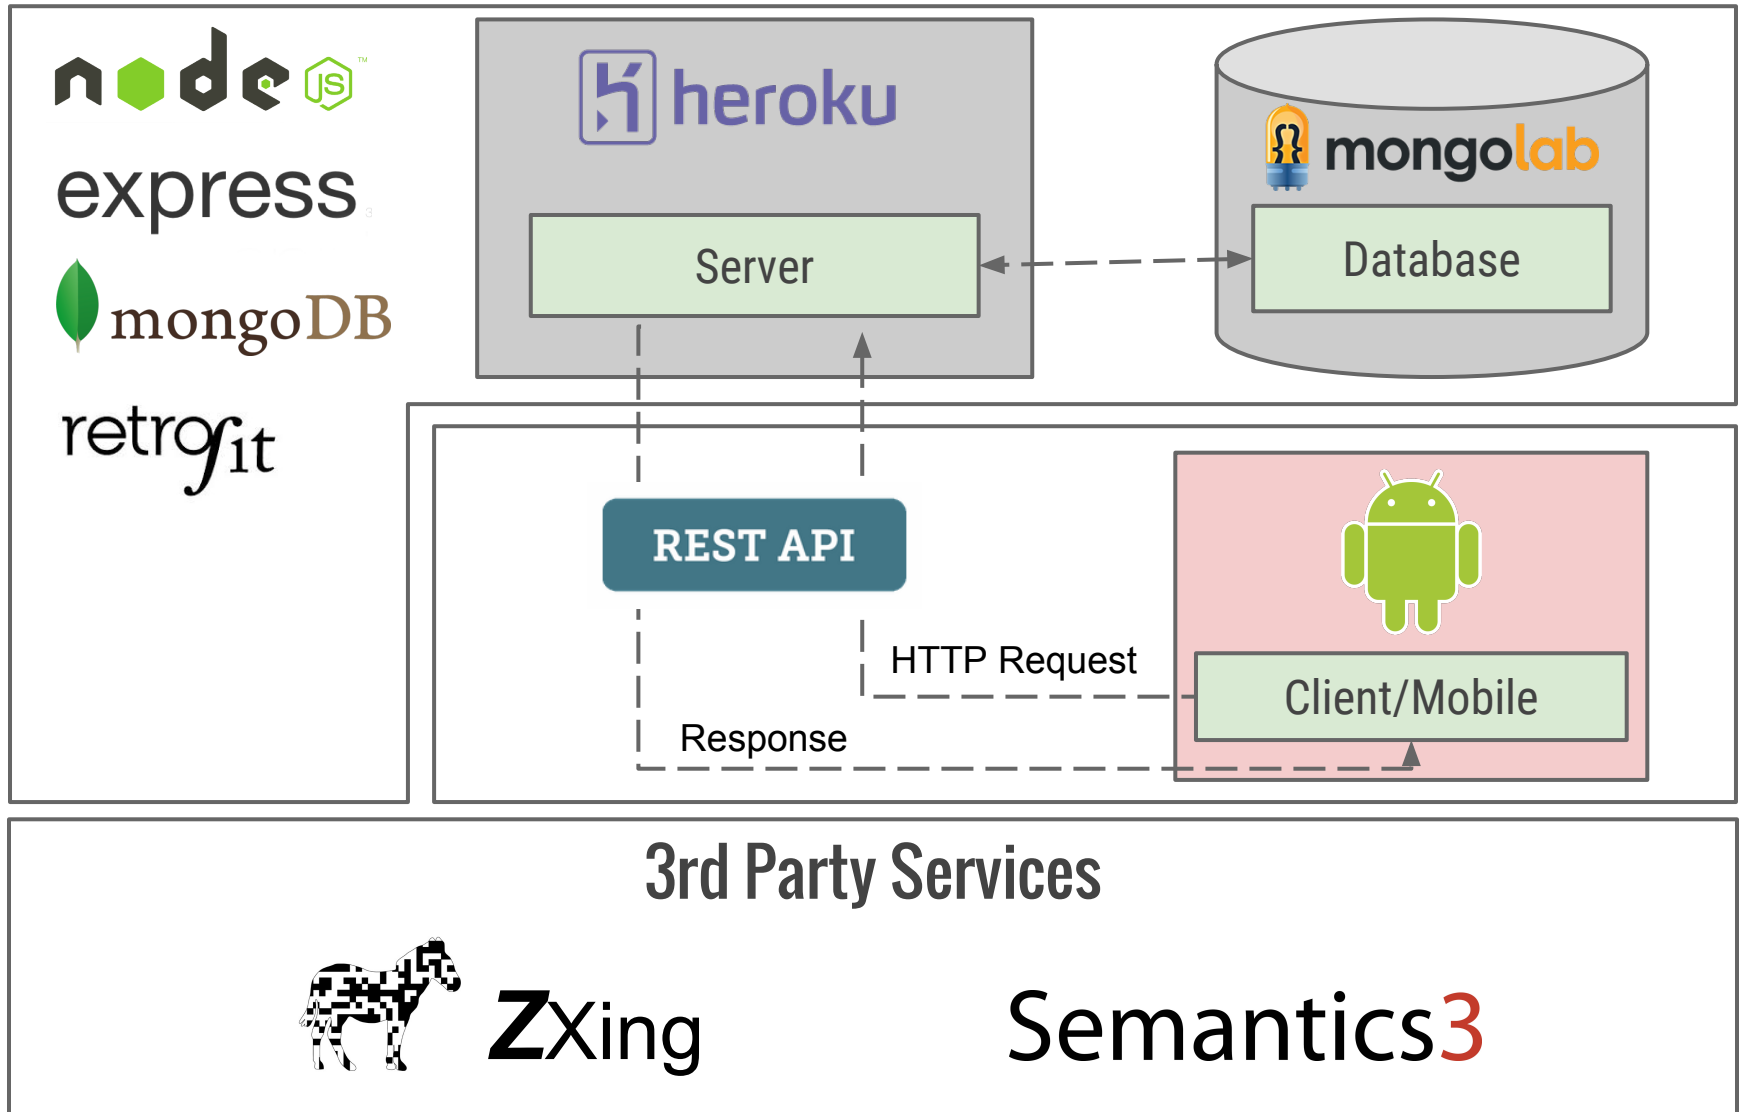 node JS ™
express
mongoDB
retrofit
heroku
Server
mongolab
Database
REST API
HTTP Request
Response
Client/Mobile
3rd Party Services
ZXing
Semantics3